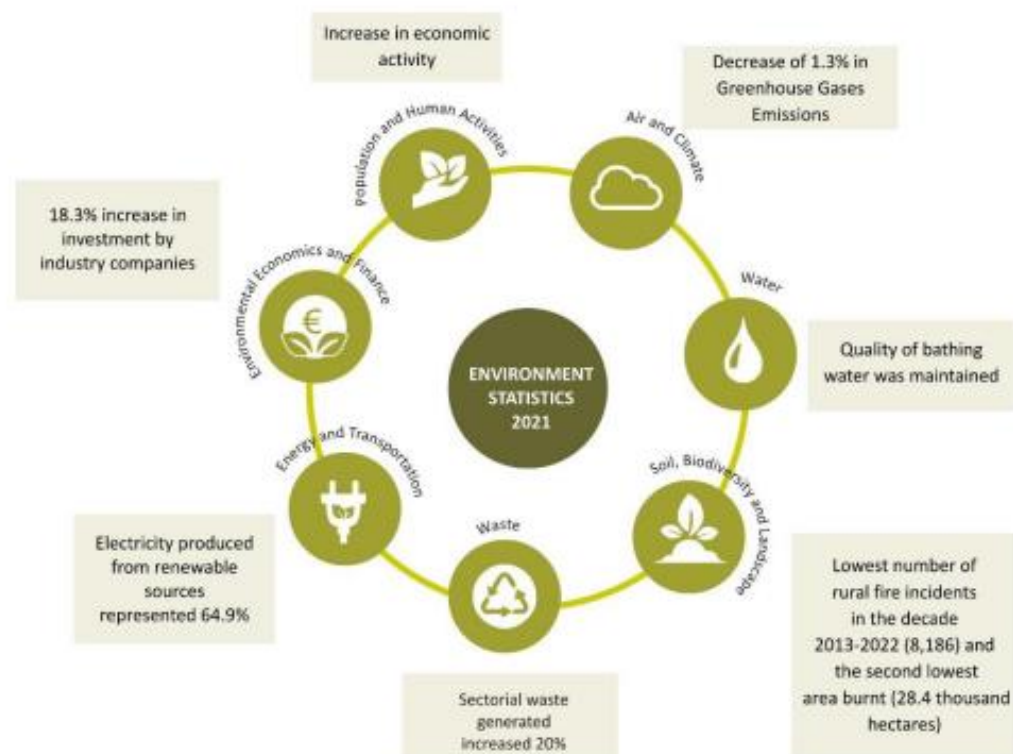 Increase in economic
activity
Decrease of 1.3% in
Greenhouse Gases
Emissions
Population and Human Activities
Air and Climate
18.3% increase in
investment by
industry companies
Environmental Economics and Finance
€
Water
Quality of bathing
water was maintained
ENVIRONMENT
STATISTICS
2021
Energy and Transportation
Soil, Biodiversity and Landscape
Waste
Electricity produced
from renewable
sources
represented 64.9%
Lowest number of
rural fire incidents
in the decade
2013-2022 (8,186) and
the second lowest
area burnt (28.4 thousand
hectares)
Sectorial waste
generated
increased 20%